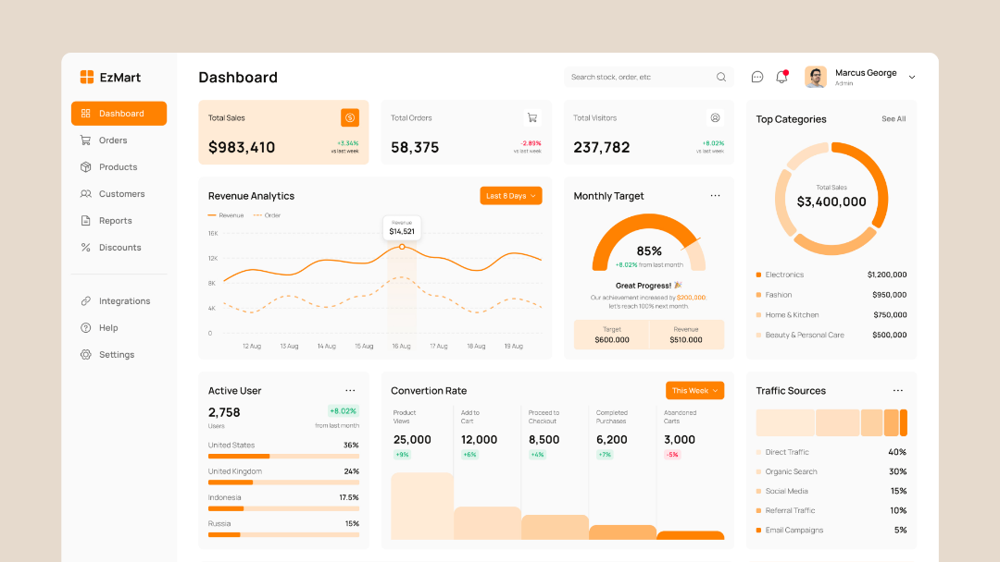 EzMart
Dashboard
Orders
Products
Customers
Reports
Discounts
Integrations
Help
Settings
Dashboard
Search stock, order, etc
Marcus George
Admin
Total Sales
$983,410
+3.34%
vs last week
Total Orders
58,375
-2.89%
vs last week
Total Visitors
237,782
+8.02%
vs last week
Revenue Analytics
Last 8 Days
Revenue
Order
16K
12K
8K
4K
0
Revenue
$14,521
12 Aug
13 Aug
14 Aug
15 Aug
16 Aug
17 Aug
18 Aug
19 Aug
Monthly Target
85%
+8.02% from last month
Great Progress! 🎉
Our achievement increased by $200,000,
let's reach 100% next month.
Target
$600.000
Revenue
$510.000
Top Categories
See All
Total Sales
$3,400,000
Electronics
$1,200,000
Fashion
$950,000
Home & Kitchen
$750,000
Beauty & Personal Care
$500,000
Active User
2,758
Users
+8.02%
from last month
United States
36%
United Kingdom
24%
Indonesia
17.5%
Russia
15%
Convertion Rate
This Week
Product
Views
25,000
+9%
Add to
Cart
12,000
+6%
Proceed to
Checkout
8,500
+4%
Completed
Purchases
6,200
+7%
Abandoned
Carts
3,000
-5%
Traffic Sources
Direct Traffic
40%
Organic Search
30%
Social Media
15%
Referral Traffic
10%
Email Campaigns
5%